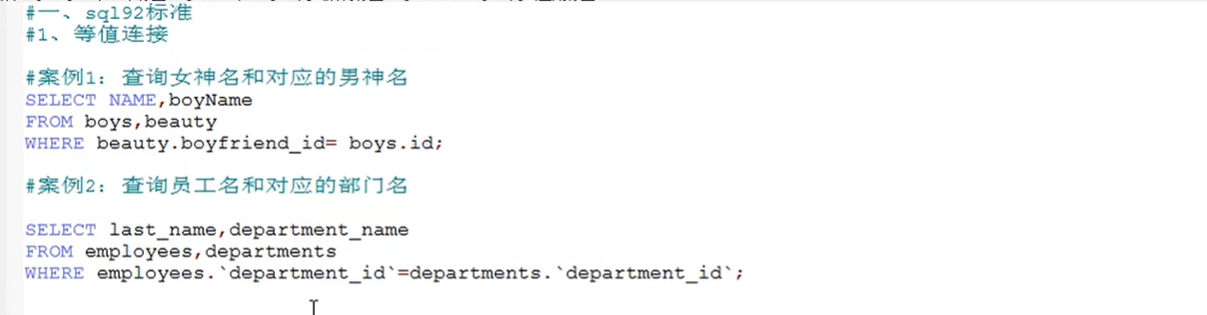 #一、sql92标准
#1、等值连接
#案例1：查询女神名和对应的男神名
SELECT NAME,boyName
FROM boys,beauty
WHERE beauty.boyfriend_id= boys.id;
#案例2：查询员工名和对应的部门名
SELECT last_name,department_name
FROM employees,departments
WHERE employees.`department_id`=departments.`department_id`;